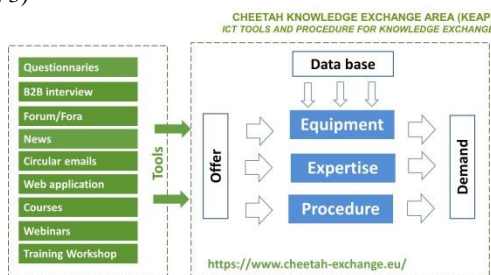 3)
CHEETAH KNOWLEDGE EXCHANGE AREA (KEAP
ICT TOOLS AND PROCEDURE FOR KNOWLEDGE EXCHANGE
Questionnaries
B2B interview
Forum/Fora
News
Circular emails
Web application
Courses
Webinars
Training Workshop
Tools
Offer
Data base
Equipment
Expertise
Procedure
Demand
https://www.cheetah-exchange.eu/